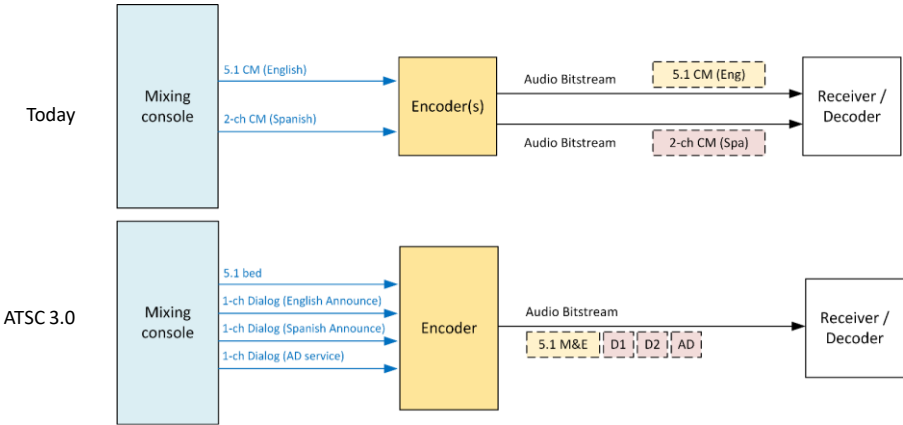 Today
Mixing
console
5.1 CM (English)
2-ch CM (Spanish)
Encoder(s)
Audio Bitstream
5.1 CM (Eng)
Audio Bitstream
2-ch CM (Spa)
Receiver /
Decoder
ATSC 3.0
Mixing
console
5.1 bed
1-ch Dialog (English Announce)
1-ch Dialog (Spanish Announce)
1-ch Dialog (AD service)
Encoder
Audio Bitstream
5.1 M&E D1 D2 AD
Receiver /
Decoder